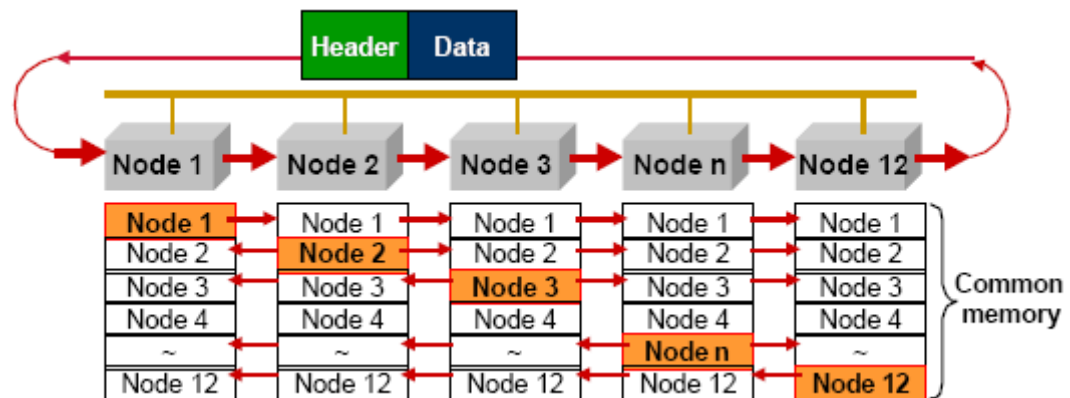 Header Data
Node 1 Node 2 Node 3 Node n Node 12
Node 1 Node 1 Node 1 Node 1 Node 1
Node 2 Node 2 Node 2 Node 2 Node 2
Node 3 Node 3 Node 3 Node 3 Node 3
Node 4 Node 4 Node 4 Node 4 Node 4
~ ~ ~ Node n ~
Node 12 Node 12 Node 12 Node 12 Node 12
Common
memory